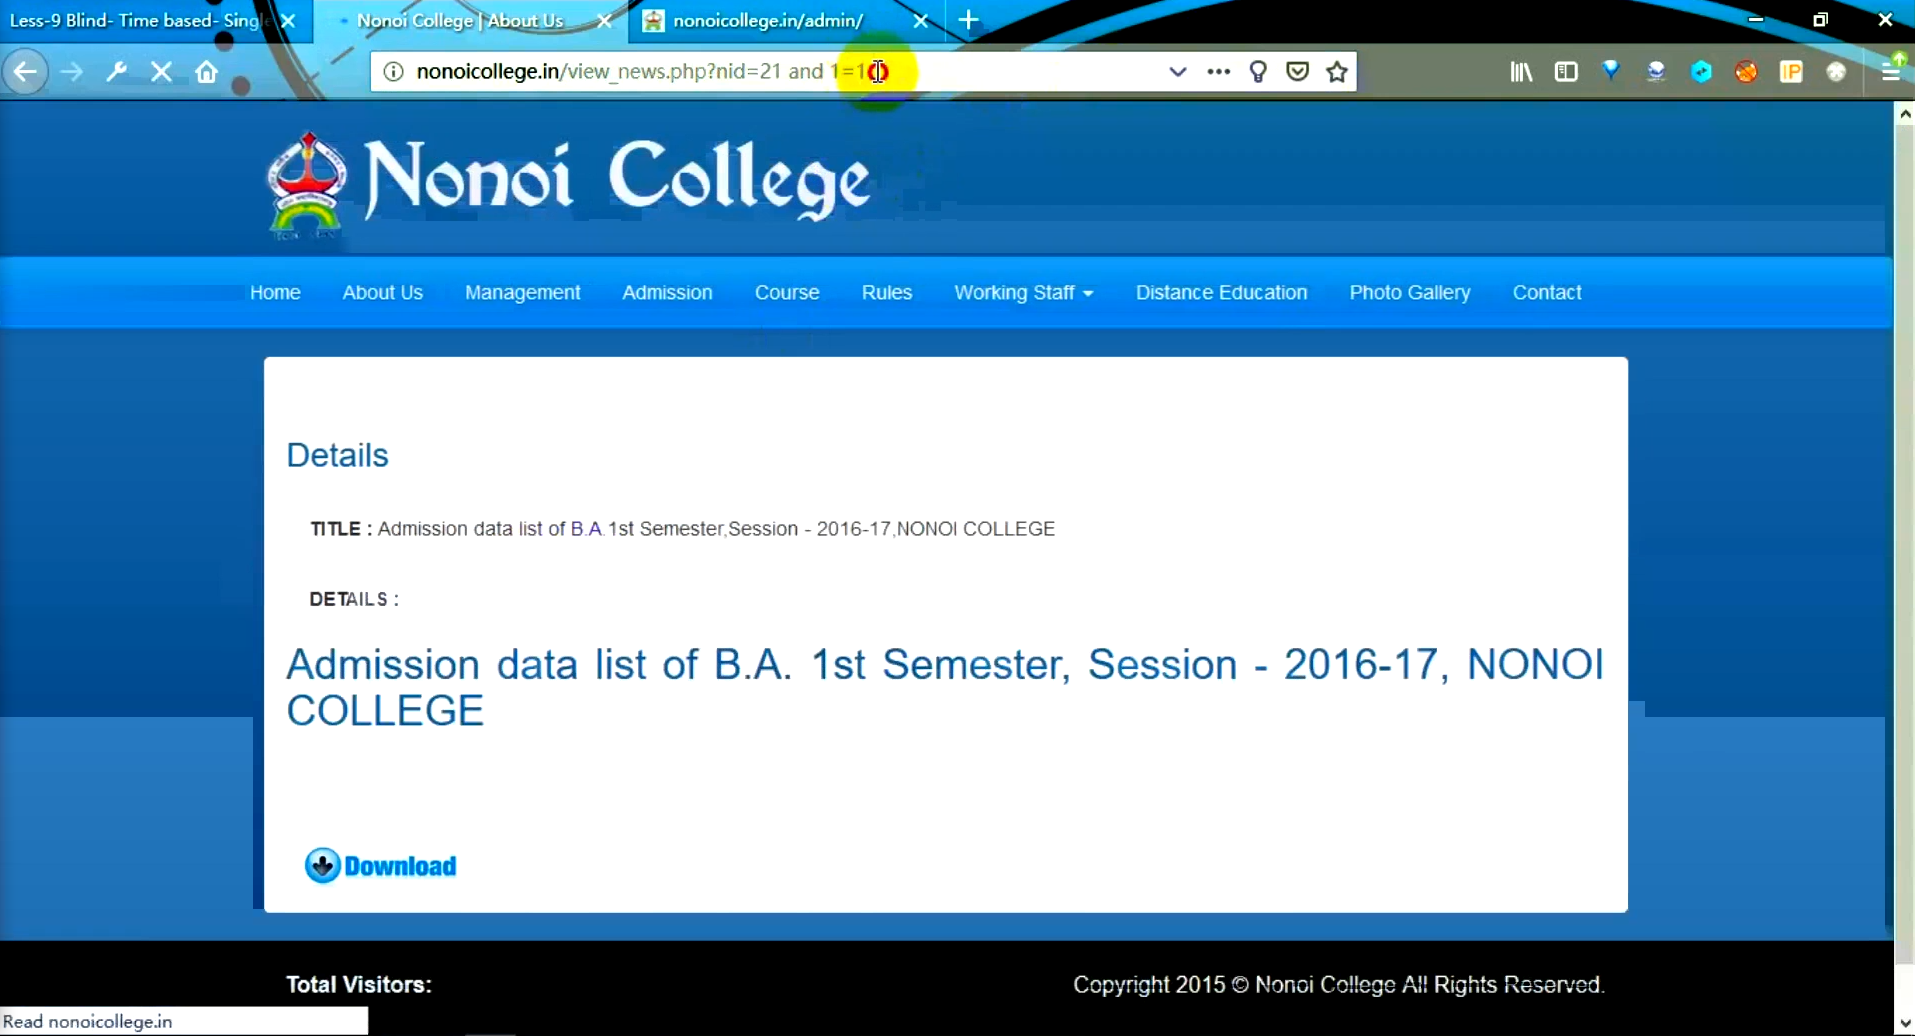 Less-9 Blind- Time based- Single
Nonoi College | About Us
nonoicollege.in/admin/
nonoicollege.in/view_news.php?nid=21 and 1=1
IP
Nonoi College
Home About Us Management Admission Course Rules Working Staff Distance Education Photo Gallery Contact
Details
TITLE : Admission data list of B.A.1st Semester,Session - 2016-17,NONOI COLLEGE
DETAILS :
Admission data list of B.A. 1st Semester, Session - 2016-17, NONOI
COLLEGE
Download
Total Visitors:
Copyright 2015 © Nonoi College All Rights Reserved.
Read nonoicollege.in